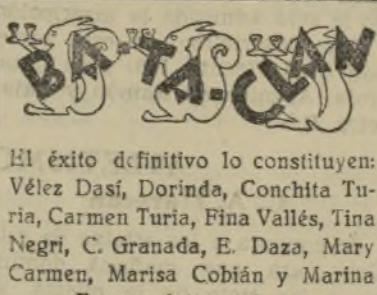 BA-TA-CLAN
El éxito definitivo lo constituyen:
Vélez Dasí, Dorinda, Conchita Tu-
ria, Carmen Turia, Fina Vallés, Tina
Negri, C. Granada, E. Daza, Mary
Carmen, Marisa Cobián y Marina